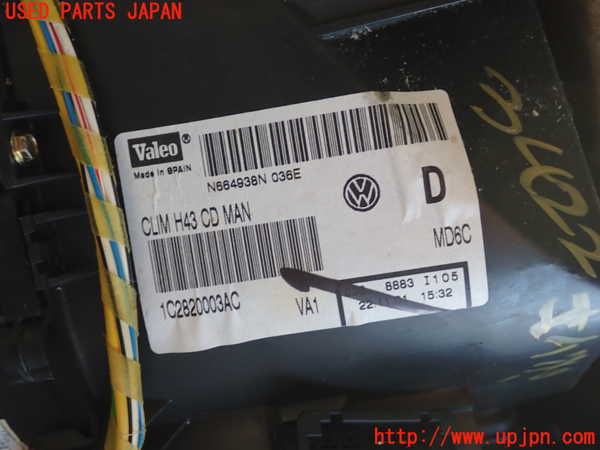 USED PARTS JAPAN
Valeo
MADE IN SPAIN
N664938N 036E
CLIM H43 CD MAN
D
MD6C
1C2820003AC
VA1
8883 I105
15:32
http://www.upjpn.com/